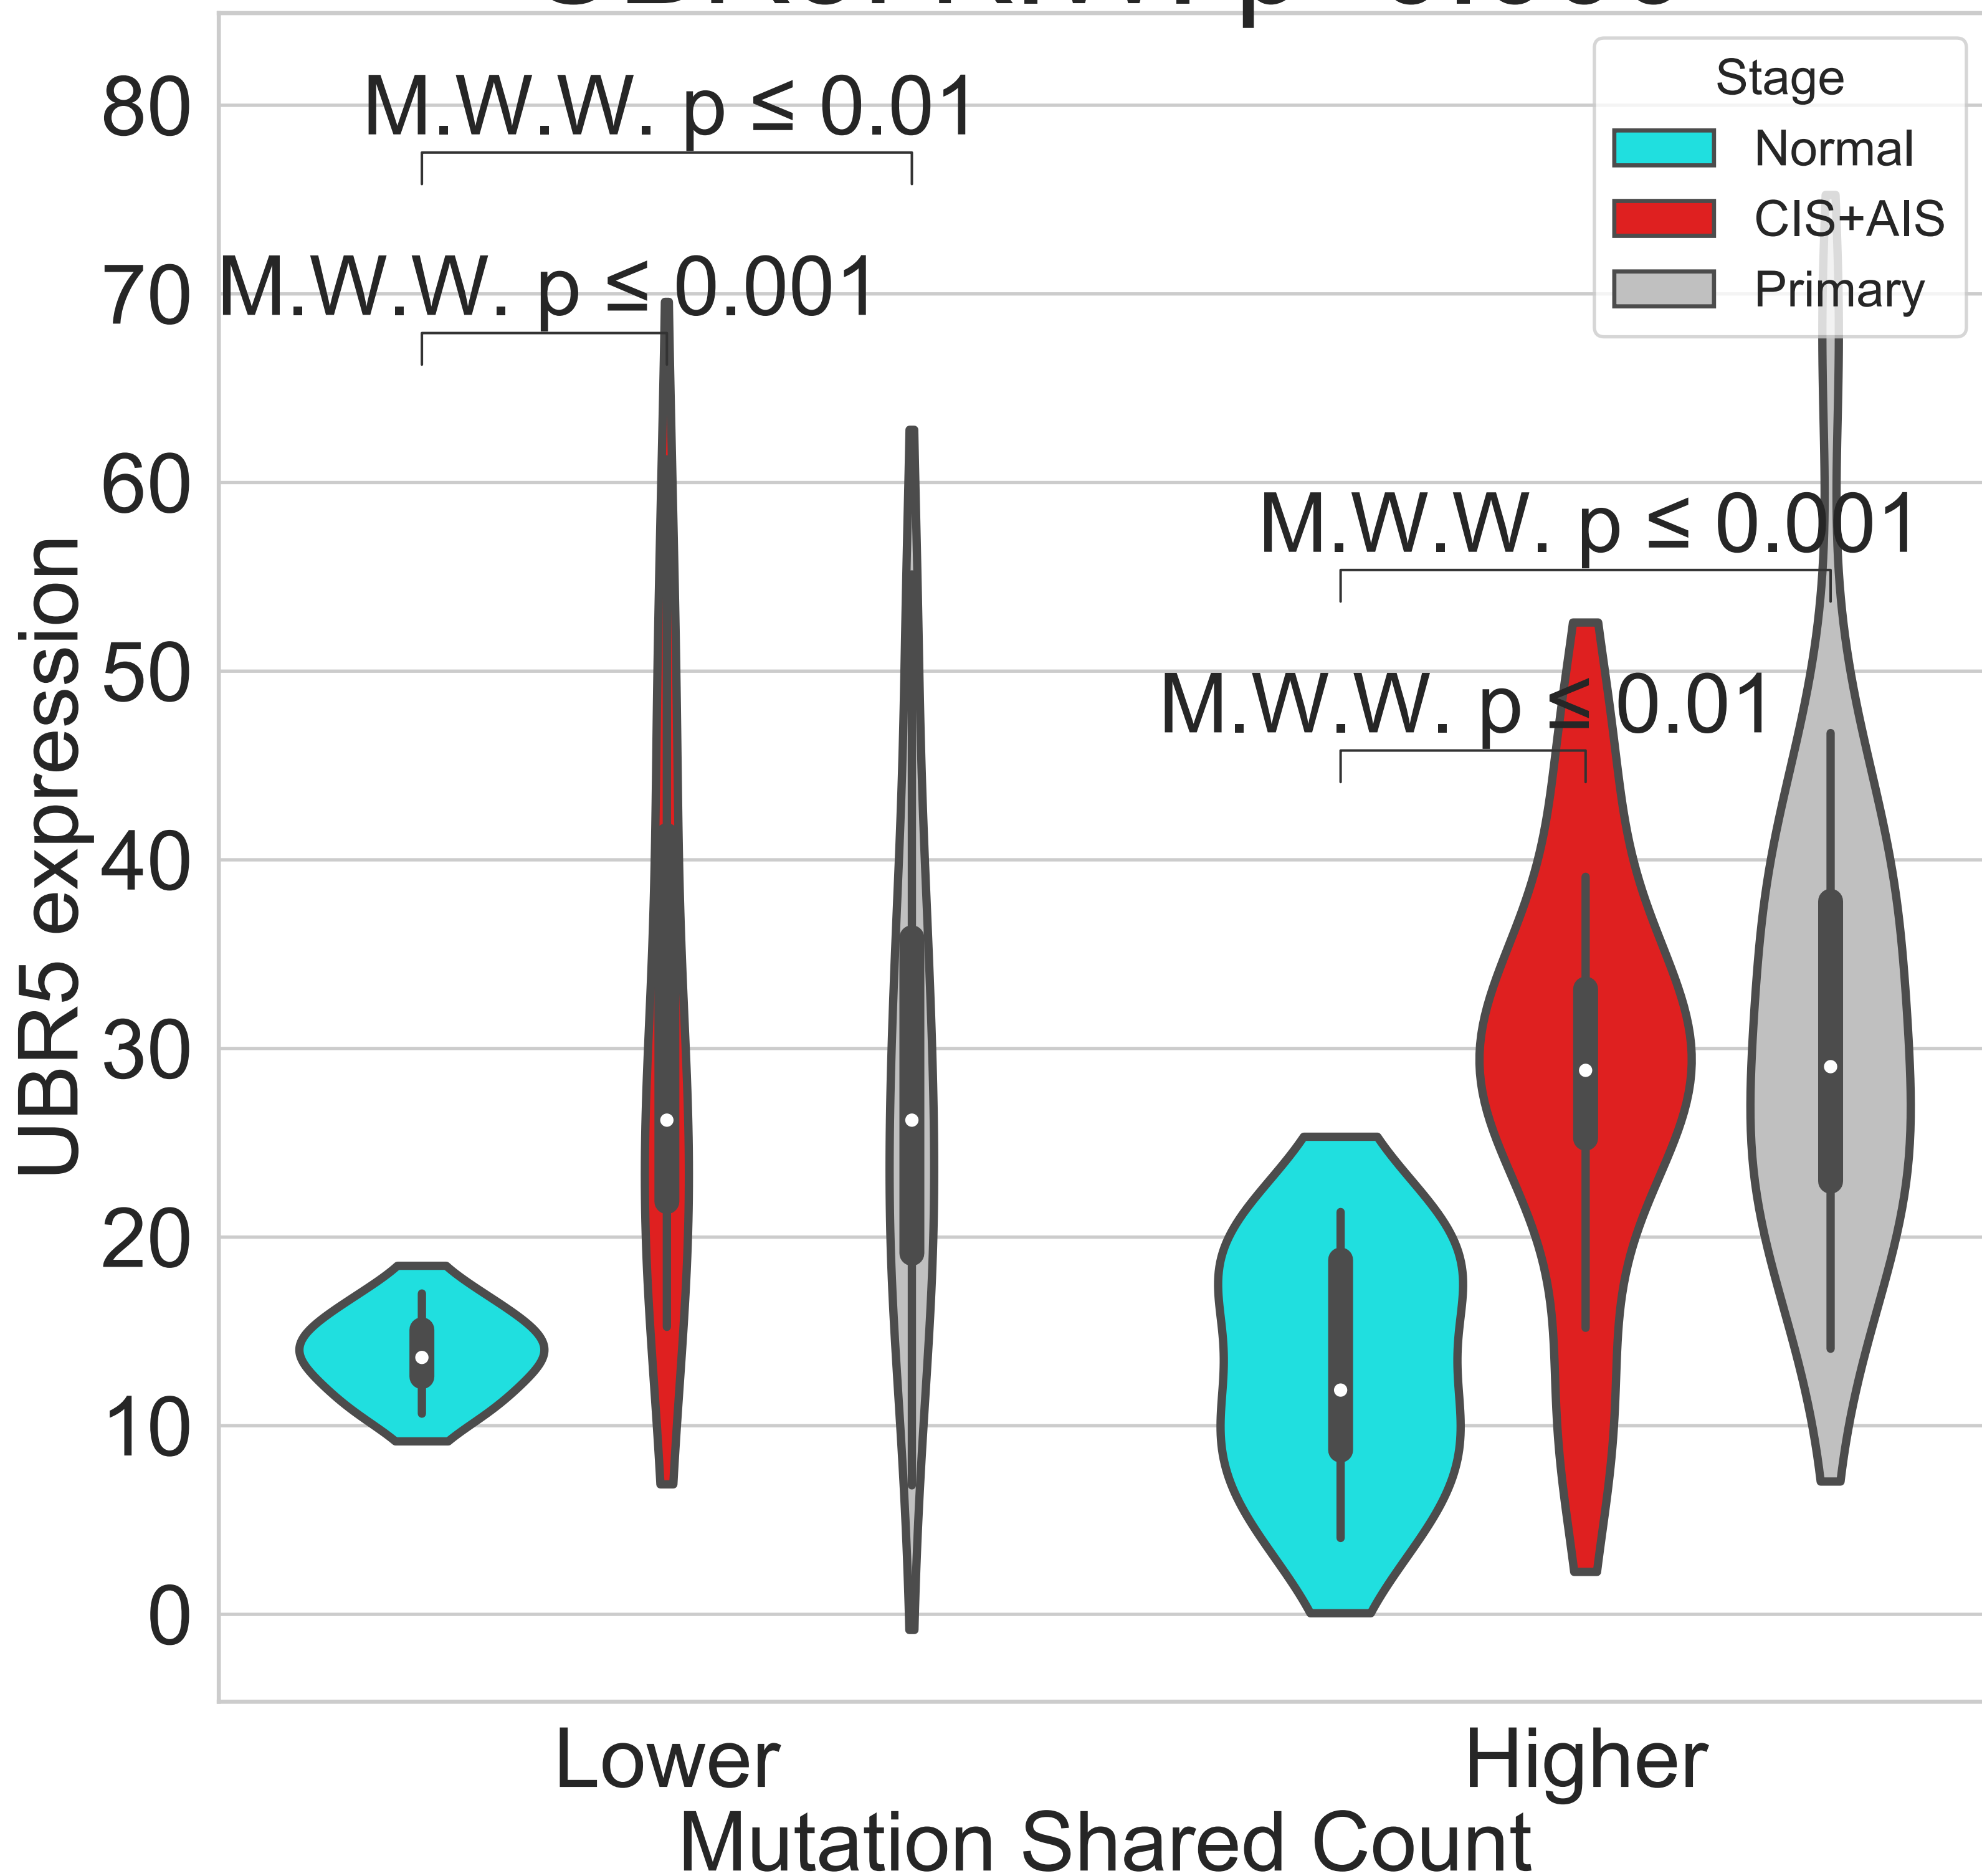 80
70
60
50
40
30
20
10
0
UBR5 expression
M.W.W. p ≤ 0.01
M.W.W. p ≤ 0.001
M.W.W. p ≤ 0.001
M.W.W. p ≤ 0.01
Stage
Normal
CIS+AIS
Primary
Lower
Higher
Mutation Shared Count